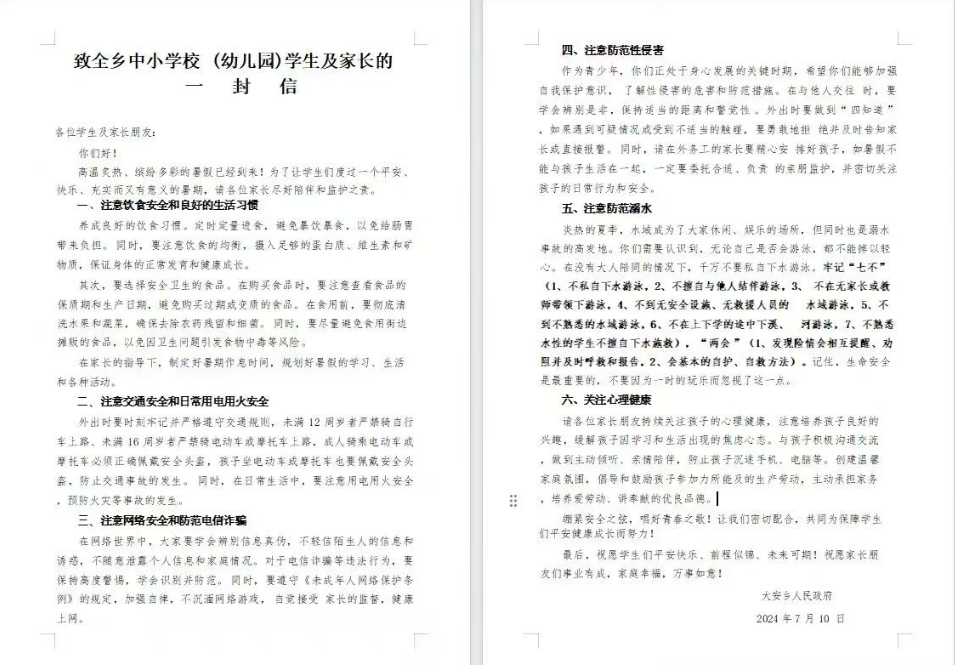 致全乡中小学校 (幼儿园)学生及家长的
一 封 信
各位学生及家长朋友:
你们好!
高温炙热、缤纷多彩的暑假已经到来!为了让学生们度过一个平安、
快乐、充实而又有意义的暑期,请各位家长尽好陪伴和监护之责。
一、注意饮食安全和良好的生活习惯
养成良好的饮食习惯。定时定量进食,避免暴饮暴食,以免给肠胃
带来负担。同时,要注意饮食的均衡,摄入足够的蛋白质、维生素和矿
物质,保证身体的正常发育和健康成长。
其次,要选择安全卫生的食品。在购买食品时,要注意查看食品的
保质期和生产日期,避免购买过期或变质的食品。在食用前,要彻底清
洗水果和蔬菜,确保去除农药残留和细菌。同时,要尽量避免食用街边
摊贩的食品,以免因卫生问题引发食物中毒等风险。
在家长的指导下,制定好暑期作息时间,规划好暑假的学习、生活
和各种活动。
二、注意交通安全和日常用电用火安全
外出时要时刻牢记并严格遵守交通规则,未满 12 周岁者严禁骑自行
车上路、未满 16 周岁者严禁骑电动车或摩托车上路,成人骑乘电动车或
摩托车必须正确佩戴安全头盔,孩子坐电动车或摩托车也要佩戴安全头
盔,防止交通事故的发生。同时,在日常生活中,要注意用电用火安全
,预防火灾等事故的发生。
三、注意网络安全和防范电信诈骗
在网络世界中,大家要学会辨别信息真伪,不轻信陌生人的信息和
诱惑,不随意泄露个人信息和家庭情况。对于电信诈骗等违法行为,要
保持高度警惕,学会识别并防范。同时,要遵守《未成年人网络保护条
例》的规定,加强自律,不沉湎网络游戏,自觉接受 家长的监督,健康
上网。
四、注意防范性侵害
作为青少年,你们正处于身心发展的关键时期,希望你们能够加强
自我保护意识,了解性侵害的危害和防范措施。在与他人交往 时,要
学会辨别是非,保持适当的距离和警觉性。外出时要做到“四知道”
,如果遇到可疑情况或受到不适当的触碰,要勇敢地拒 绝并及时告知家
长或直接报警。同时,请在外务工的家长要精心安 排好孩子,如暑假不
能与孩子生活在一起,一定要委托合适、负责 的亲朋监护,并密切关注
孩子的日常行为和安全。
五、注意防范溺水
炎热的夏季,水域成为了大家休闲、娱乐的场所,但同时也是溺水
事故的高发地。你们需要认识到,无论自己是否会游泳,都不能掉以轻
心。在没有大人陪同的情况下,千万不要私自下水游泳。牢记“七不”
(1、不私自下水游泳,2、不擅自与他人结伴游泳,3、 不在无家长或教
师带领下游泳,4、不到无安全设施、无救援人员的 水域游泳,5、不
到不熟悉的水域游泳,6、不在上下学的途中下溪、 河游泳,7、不熟悉
水性的学生不擅自下水施救),“两会”(1、发现险情会相互提醒、劝
阻并及时呼救和报告。2、会基本的自护、自救方法)。记住,生命安全
是最重要的,不要因为一时的玩乐而忽视了这一点。
六、关注心理健康
请各位家长朋友持续关注孩子的心理健康,注意培养孩子良好的
兴趣,缓解孩子因学习和生活出现的焦虑心态。与孩子积极沟通交流
,做到主动倾听、亲情陪伴,防止孩子沉迷手机、电脑等。创建温馨
家庭氛围,倡导和鼓励孩子参加力所能及的生产劳动,主动承担家务
,培养爱劳动、讲奉献的优良品德。
绷紧安全之弦,唱好青春之歌!让我们密切配合,共同为保障学生
们平安健康成长而努力!
最后,祝愿学生们平安快乐、前程似锦、未来可期!祝愿家长朋
友们事业有成,家庭幸福,万事如意!
大安乡人民政府
2024 年 7 月 10 日